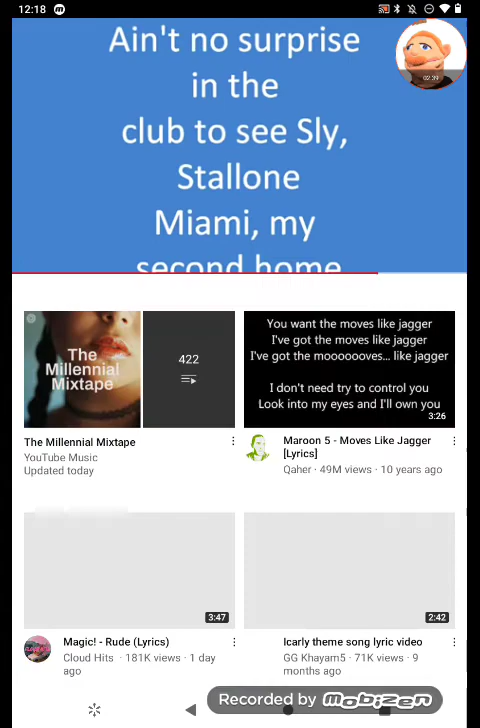 12:18
Ain't no surprise
in the
club to see Sly,
Stallone
Miami, my
second home
02:39
The
Millennial
Mixtape
422
The Millennial Mixtape
YouTube Music
Updated today
You want the moves like jagger
I've got the moves like jagger
I've got the mooooooves... like jagger
I don't need try to control you
Look into my eyes and I'll own you
3:26
Maroon 5 - Moves Like Jagger
[Lyrics]
Qaher · 49M views · 10 years ago
3:47
Magic! - Rude (Lyrics)
Cloud Hits · 181K views · 1 day
ago
2:42
Icarly theme song lyric video
GG Khayam5 · 71K views · 9
months ago
Recorded by Mobizen